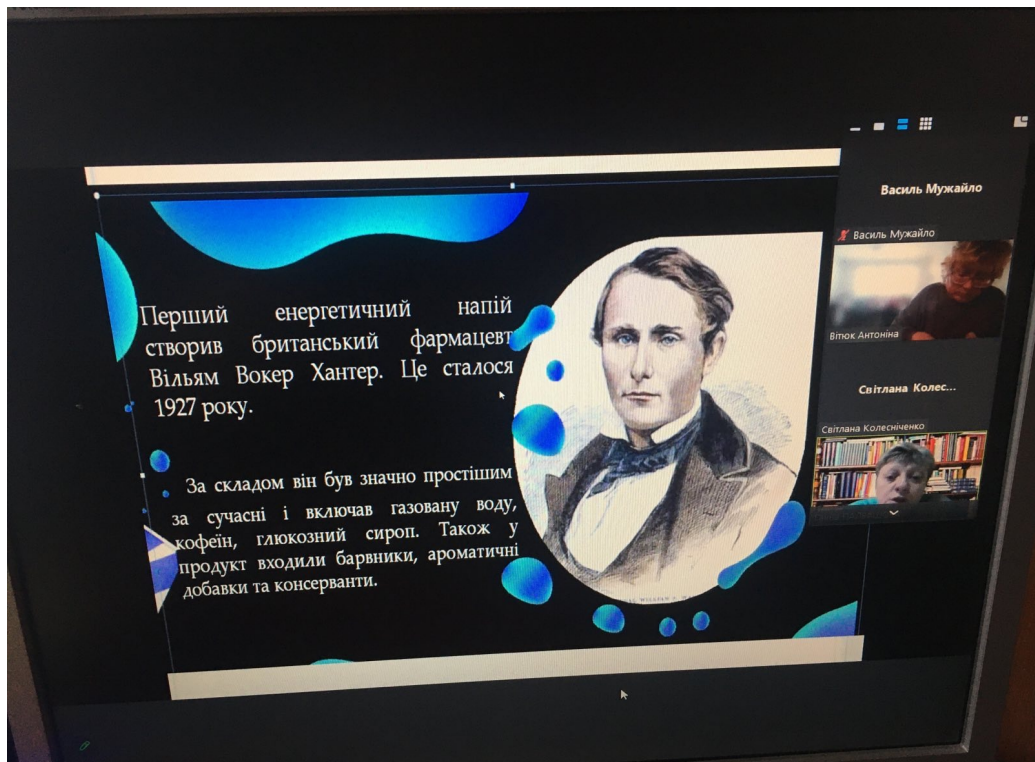 Перший енергетичний напій
створив британський фармацевт
Вільям Вокер Хантер. Це сталося
1927 року.
За складом він був значно простішим
за сучасні і включав газовану воду,
кофеїн, глюкозний сироп. Також у
продукт входили барвники, ароматичні
добавки та консерванти.
WILLIAM
Василь Мужайло
Василь Мужайло
Вітюк Антоніна
Світлана Колес...
Світлана Колесніченко